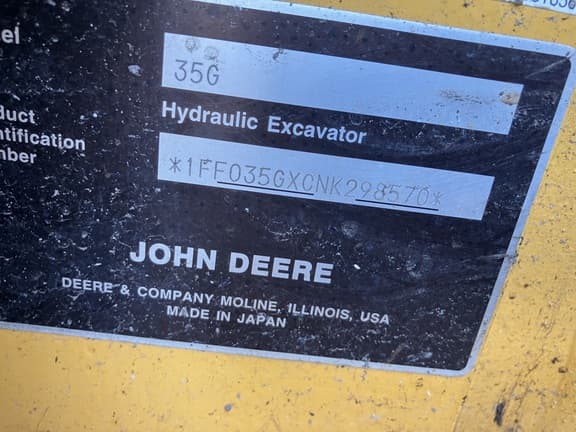 35G
Hydraulic Excavator
*1FF035GXCNK298570*
JOHN DEERE
DEERE & COMPANY MOLINE, ILLINOIS, USA
MADE IN JAPAN